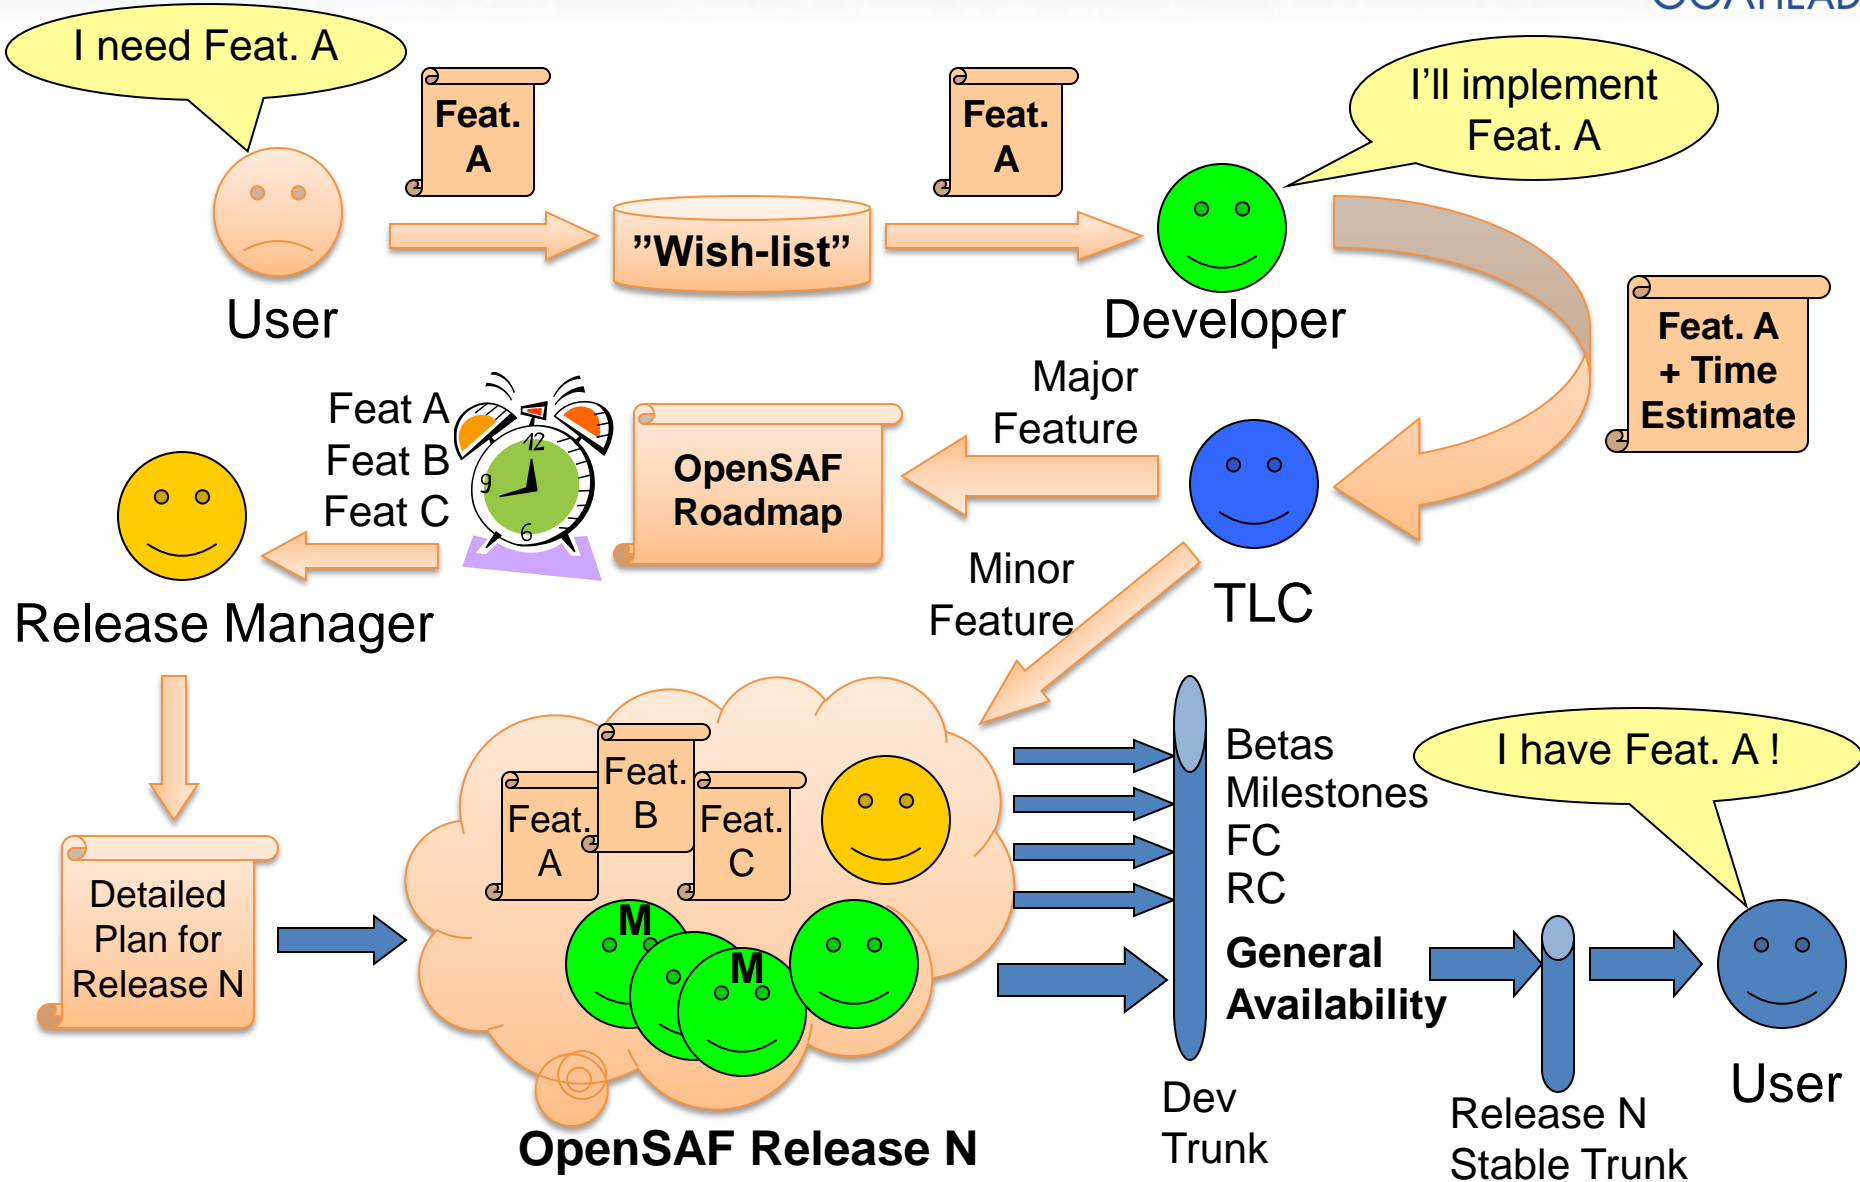 I need Feat. A
Feat.
A
Feat.
A
I'll implement
Feat. A
"Wish-list"
User
Developer
Feat. A
+ Time
Estimate
Major
Feature
Feat A
Feat B
Feat C
12
9
6
OpenSAF
Roadmap
Minor
Feature
TLC
Release Manager
Feat.
A
Feat.
B
Feat.
C
M
M
Detailed
Plan for
Release N
Betas
Milestones
FC
RC
General
Availability
I have Feat. A !
User
Dev
Trunk
Release N
Stable Trunk
OpenSAF Release N